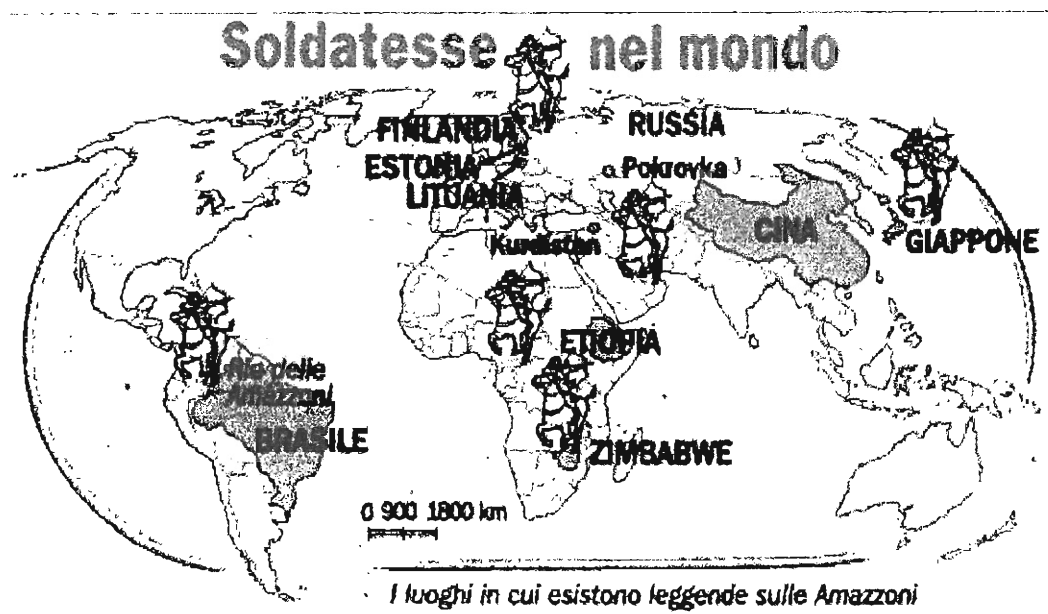 Soldatesse nel mondo
FINLANDIA
RUSSIA
ESTONIA
Pokrovka
LITUANIA
CINA
Kurdistan
GIAPPONE
ETIOPIA
Rio delle
Amazzoni
BRASILE
ZIMBABWE
0 900 1800 km
I luoghi in cui esistono leggende sulle Amazzoni